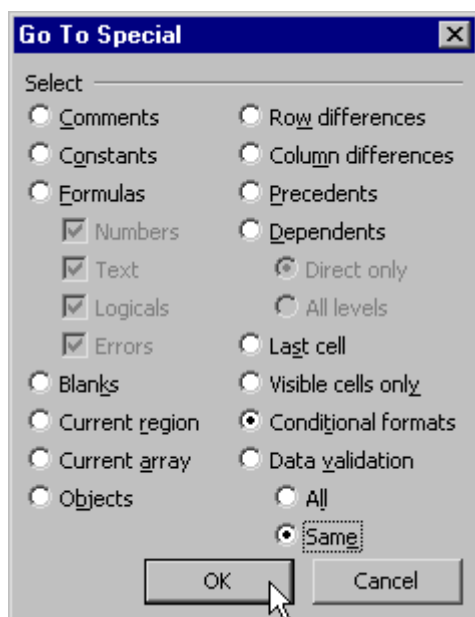 Go To Special
Select
Comments
Constants
Formulas
Numbers
Text
Logicals
Errors
Blanks
Current region
Current array
Objects
Row differences
Column differences
Precedents
Dependents
Direct only
All levels
Last cell
Visible cells only
Conditional formats
Data validation
All
Same
OK
Cancel